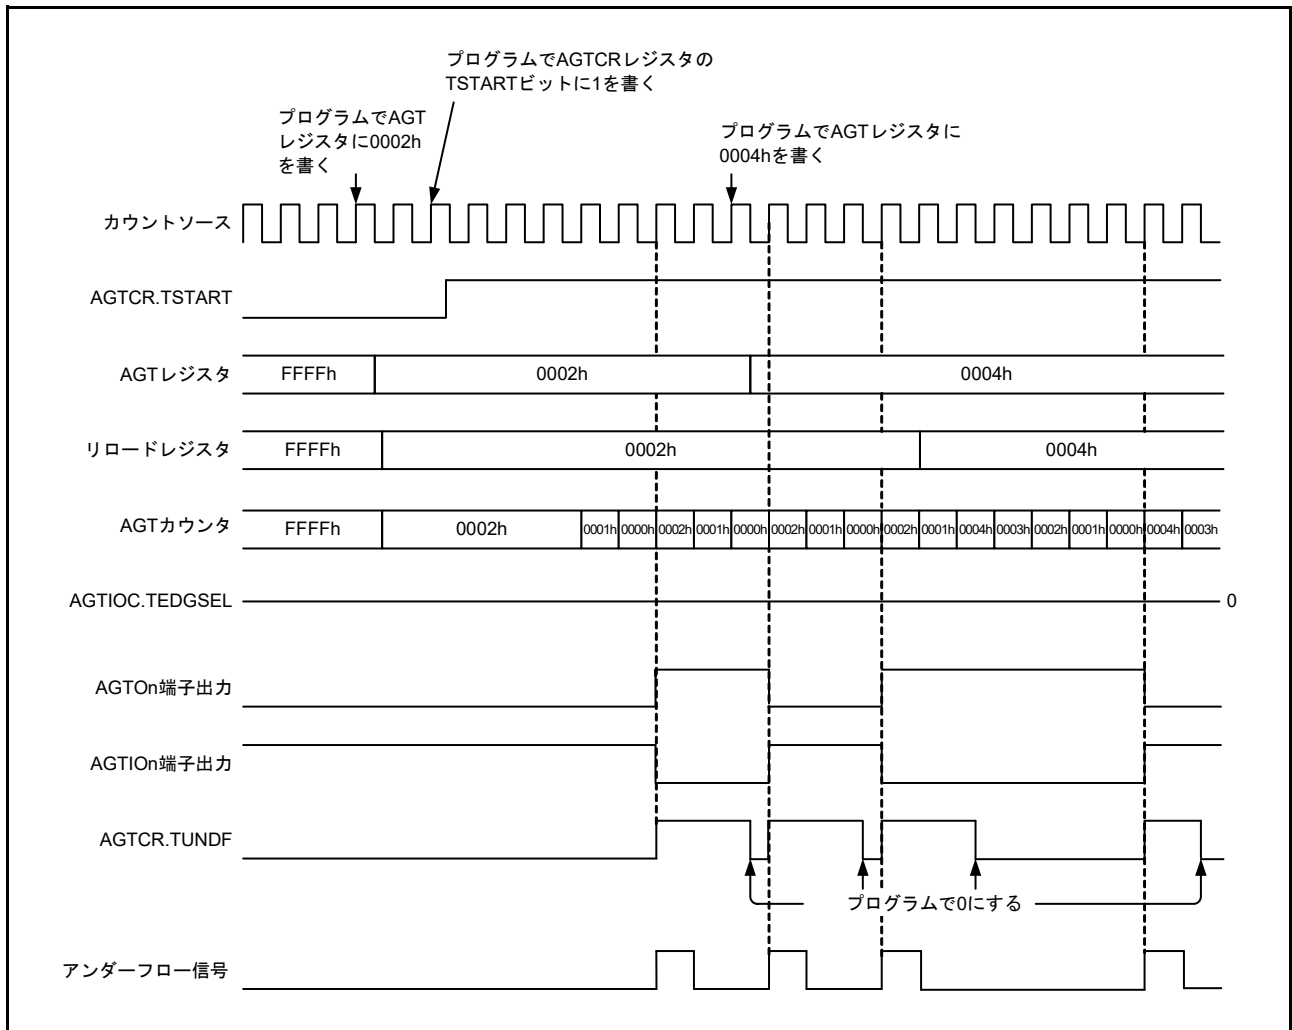 プログラムでAGTCRレジスタの
TSTARTビットに1を書く
プログラムでAGT
レジスタに0002h
を書く
プログラムでAGTレジスタに
0004hを書く
カウントソース
AGTCR.TSTART
AGTレジスタ FFFFh 0002h 0004h
リロードレジスタ FFFFh 0002h 0004h
AGTカウンタ FFFFh 0002h 0001h 0000h 0002h 0001h 0000h 0002h 0001h 0000h 0002h 0001h 0004h 0003h 0002h 0001h 0000h 0004h 0003h
AGTIOC.TEDGSEL 0
AGTOn端子出力
AGTIOn端子出力
AGTCR.TUNDF
プログラムで0にする
アンダーフロー信号